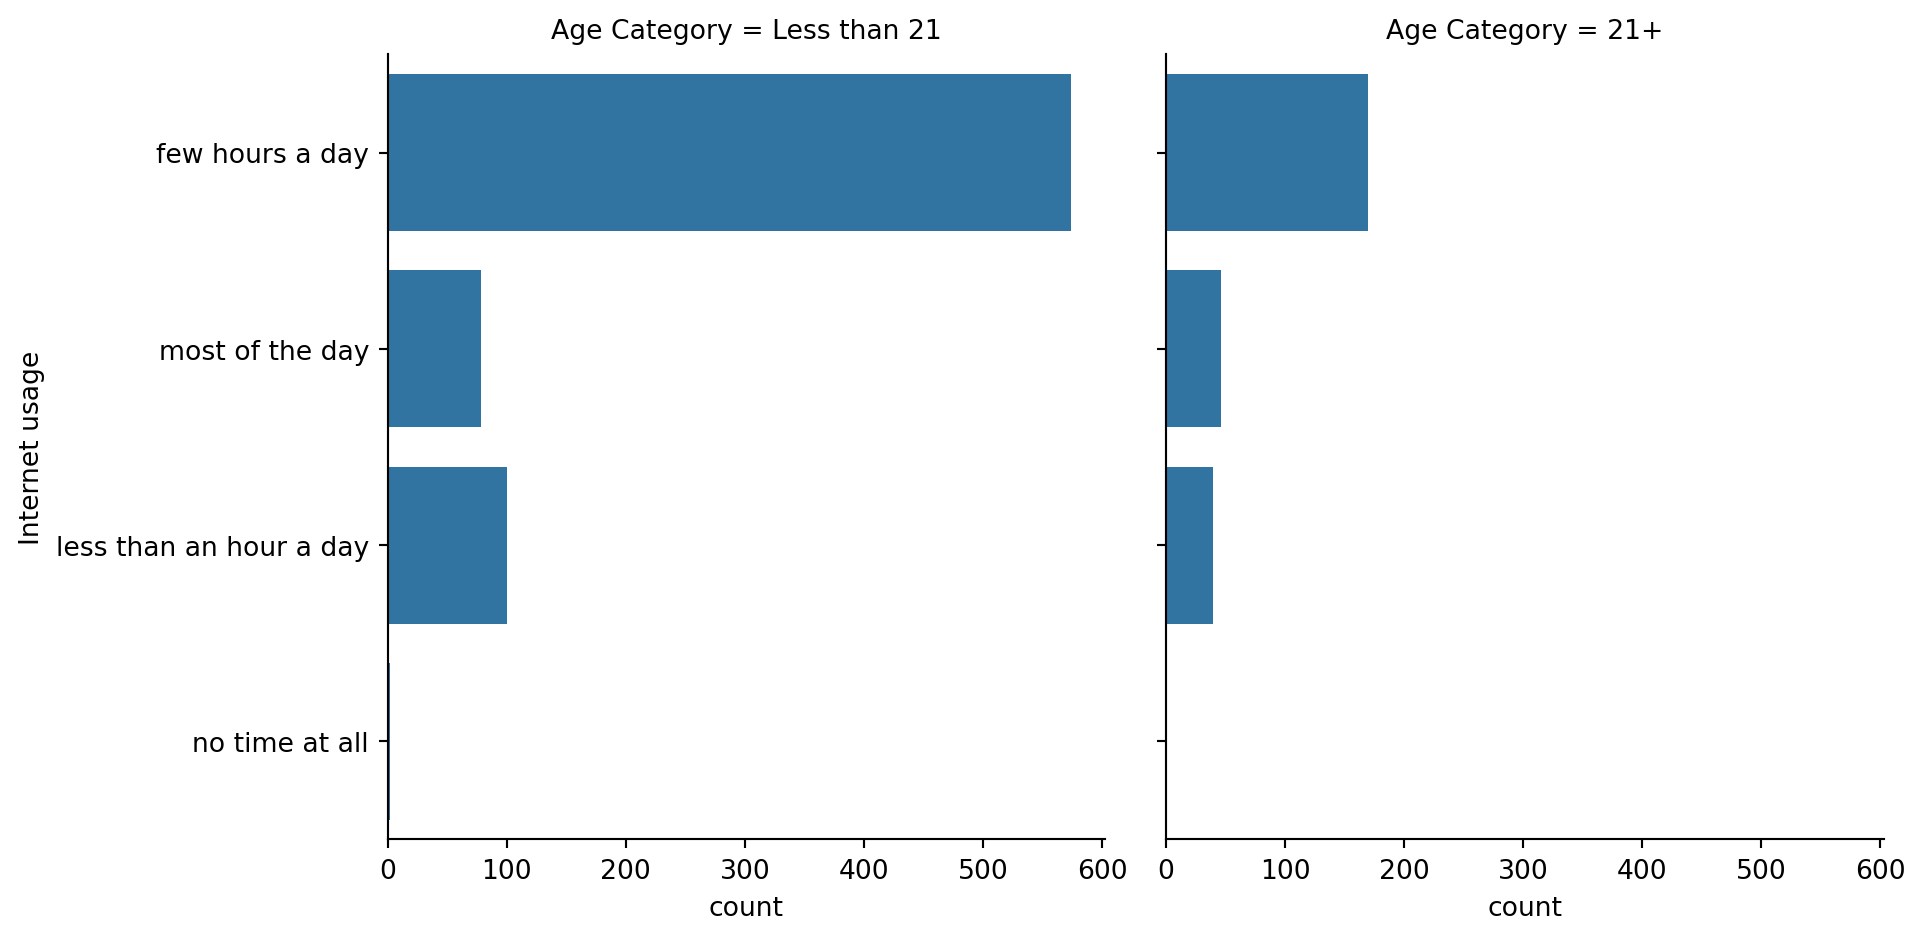 Age Category = Less than 21
Age Category = 21+
Internet usage
few hours a day
most of the day
less than an hour a day
no time at all
0 100 200 300 400 500 600
count
0 100 200 300 400 500 600
count